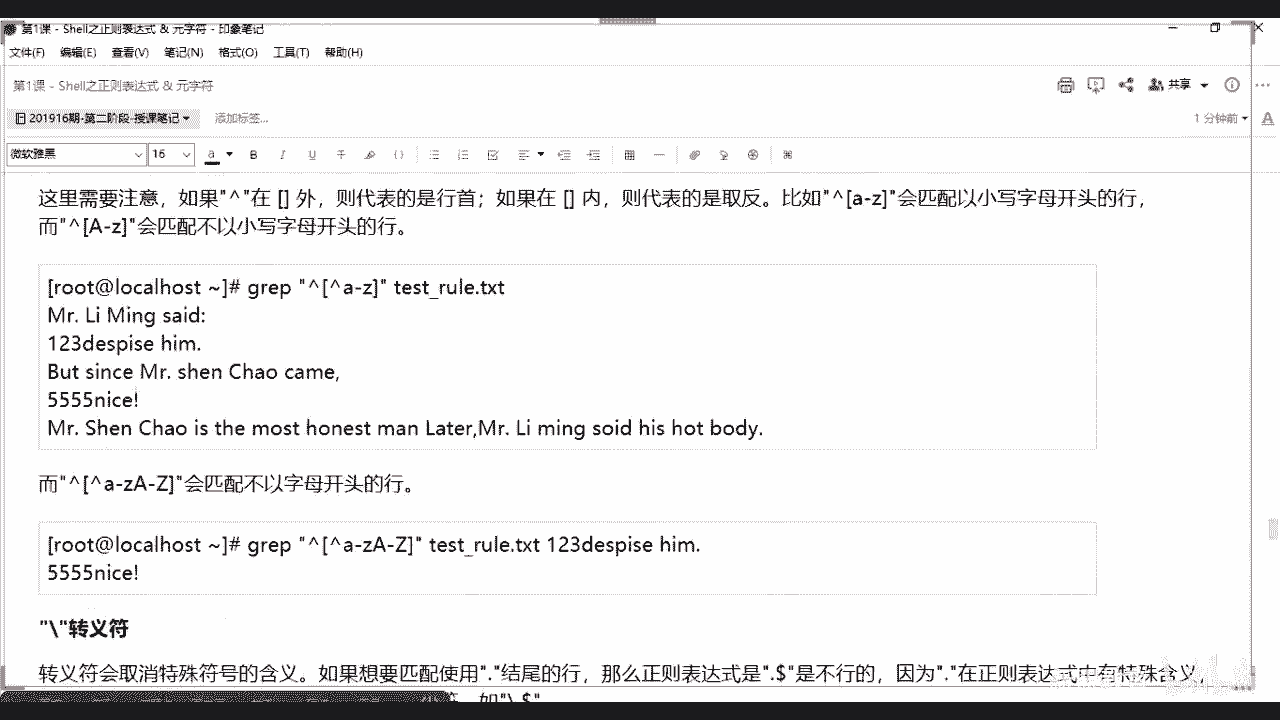 第1课 - Shell之正则表达式 & 元字符 - 印象笔记
文件(F) 编辑(E) 查看(V) 笔记(N) 格式(O) 工具(T) 帮助(H)
第1课 - Shell之正则表达式 & 元字符
共享
201916期-第二阶段-授课笔记
添加标签...
1 分钟前
微软雅黑 16
这里需要注意，如果"^"在 [] 外，则代表的是行首；如果在 [] 内，则代表的是取反。比如"^[a-z]"会匹配以小写字母开头的行，
而"^[A-z]"会匹配不以小写字母开头的行。
[root@localhost ~]# grep "^[^a-z]" test_rule.txt
Mr. Li Ming said:
123despise him.
But since Mr. shen Chao came,
5555nice!
Mr. Shen Chao is the most honest man Later,Mr. Li ming soid his hot body.
而"^[^a-zA-Z]"会匹配不以字母开头的行。
[root@localhost ~]# grep "^[^a-zA-Z]" test_rule.txt 123despise him.
5555nice!
"\"转义符
转义符会取消特殊符号的含义。如果想要匹配使用"."结尾的行，那么正则表达式是".$"是不行的，因为"."在正则表达式中有特殊含义，
如"\.$"